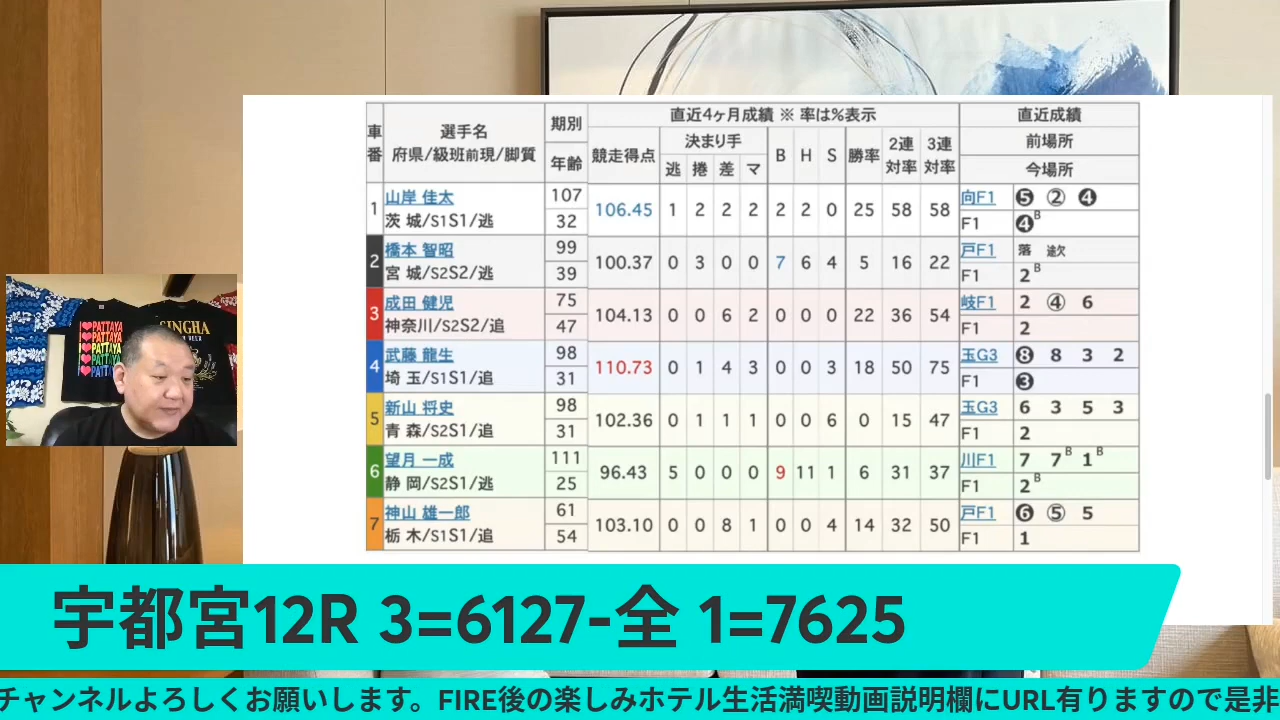 直近4ヶ月成績 ※ 率は%表示 直近成績
車番 選手名 期別 決まり手 前場所
府県/級班前現/脚質 年齢 競走得点 逃 捲 差 マ B H S 勝率 2連対率 3連対率 今場所
1 山岸 佳太 107 106.45 1 2 2 2 2 2 0 25 58 58 向F1 ❺ ② ❹
茨 城/S1S1/逃 32 F1 ❹B
2 橋本 智昭 99 100.37 0 3 0 0 7 6 4 5 16 22 戸F1 落 途欠
宮 城/S2S2/逃 39 F1 2B
3 成田 健児 75 104.13 0 0 6 2 0 0 0 22 36 54 岐F1 2 ④ 6
神奈川/S2S2/追 47 F1 2
4 武藤 龍生 98 110.73 0 1 4 3 0 0 3 18 50 75 玉G3 ❽ 8 3 2
埼 玉/S1S1/追 31 F1 ❸
5 新山 将史 98 102.36 0 1 1 1 0 0 6 0 15 47 玉G3 6 3 5 3
青 森/S2S1/追 31 F1 2
6 望月 一成 111 96.43 5 0 0 0 9 11 1 6 31 37 川F1 7 7B 1B
静 岡/S2S1/逃 25 F1 2B
7 神山 雄一郎 61 103.10 0 0 8 1 0 0 4 14 32 50 戸F1 ❻ ⑤ 5
栃 木/S1S1/追 54 F1 1
I❤PATTAYA
I❤PATTAYA
I❤PATTAYA
I❤PATTAYA
SINGHA
宇都宮12R 3=6127-全 1=7625
チャンネルよろしくお願いします。FIRE後の楽しみホテル生活満喫動画説明欄にURL有りますので是非